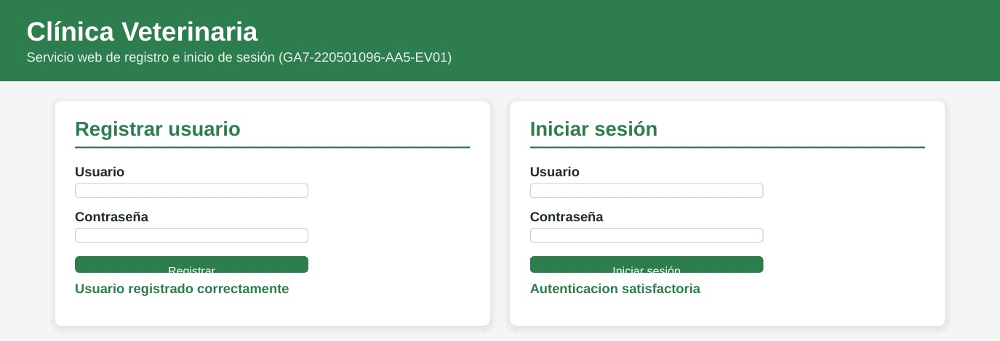 Clínica Veterinaria
Servicio web de registro e inicio de sesión (GA7-220501096-AA5-EV01)
Registrar usuario
Usuario
Contraseña
Registrar
Usuario registrado correctamente
Iniciar sesión
Usuario
Contraseña
Iniciar sesión
Autenticacion satisfactoria